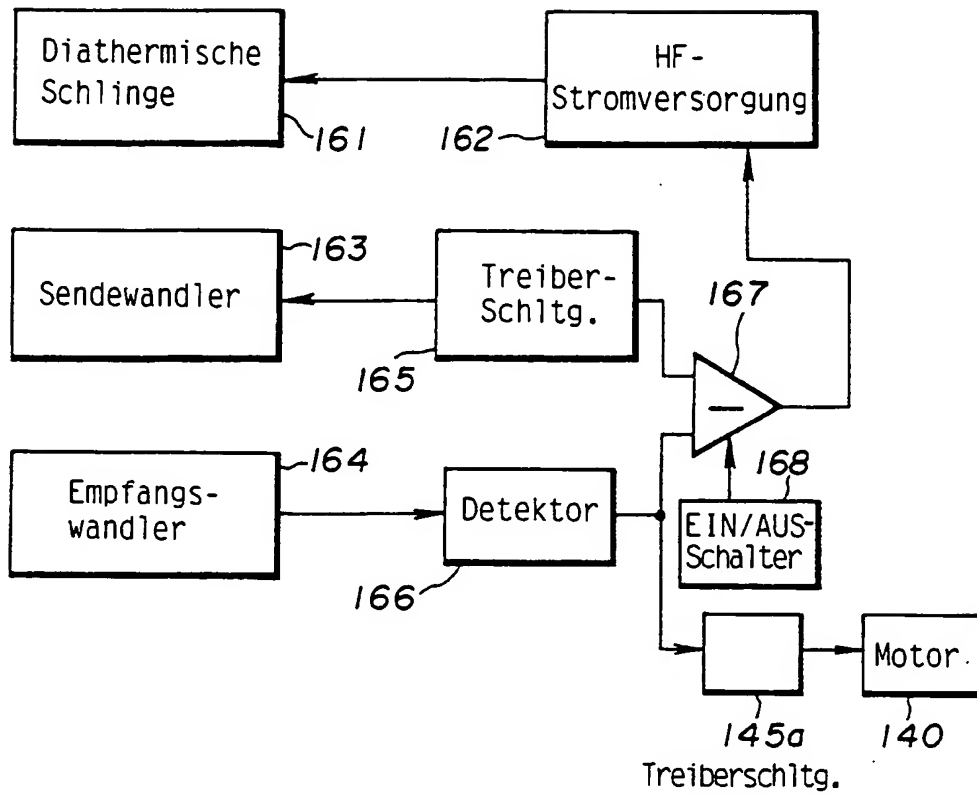 Diathermische
Schlinge
161
HF-
Stromversorgung
162
Sendewandler
163
Treiber-
Schltg.
165
167
Empfangs-
wandler
164
Detektor
166
168
EIN/AUS-
Schalter
145a
Treiberschltg.
Motor
140